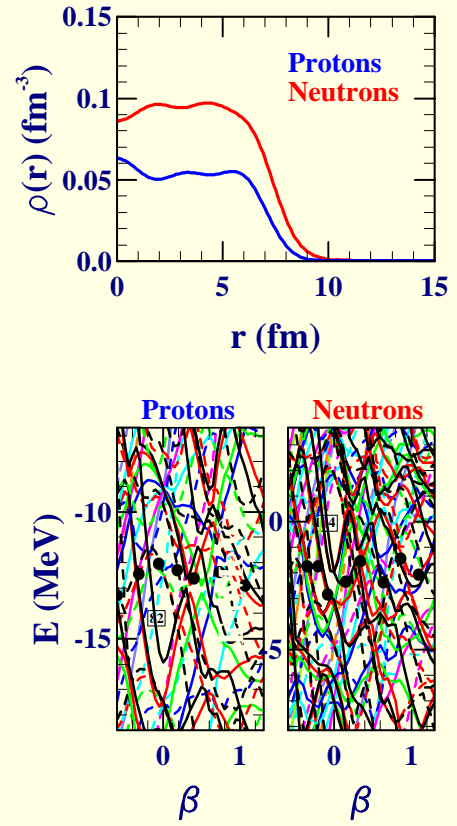 ρ(r) (fm-3)
0.15
0.1
0.05
0.0
Protons
Neutrons
0 5 10 15
r (fm)
Protons Neutrons
E (MeV)
-10
-15
0
-5
82
0 1 0 1
β β